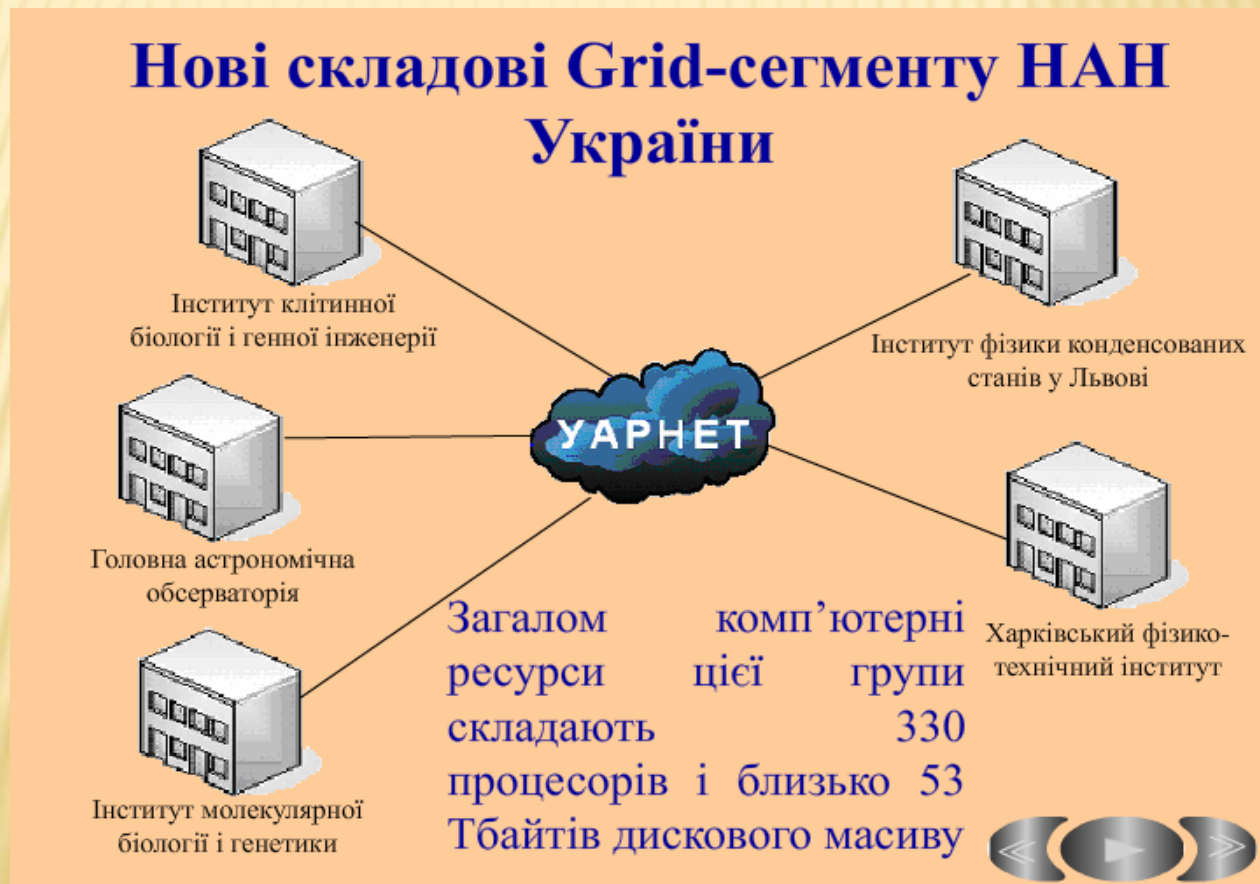 Нові складові Grid-сегменту НАН
України
Інститут клітинної
біології і генної інженерії
Інститут фізики конденсованих
станів у Львові
УАРНЕТ
Головна астрономічна
обсерваторія
Харківський фізико-
технічний інститут
Інститут молекулярної
біології і генетики
Загалом комп’ютерні
ресурси цієї групи
складають 330
процесорів і близько 53
Тбайтів дискового масиву